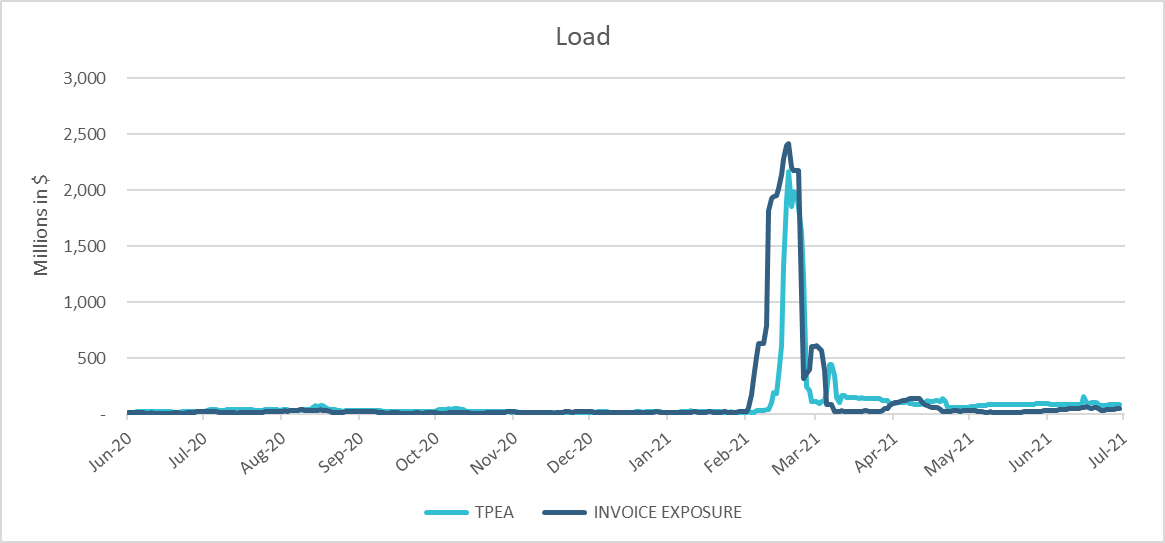 Load
3,000
2,500
2,000
1,500
1,000
500
-
Millions in $
Jun-20 Jul-20 Aug-20 Sep-20 Oct-20 Nov-20 Dec-20 Jan-21 Feb-21 Mar-21 Apr-21 May-21 Jun-21 Jul-21
TPEA INVOICE EXPOSURE